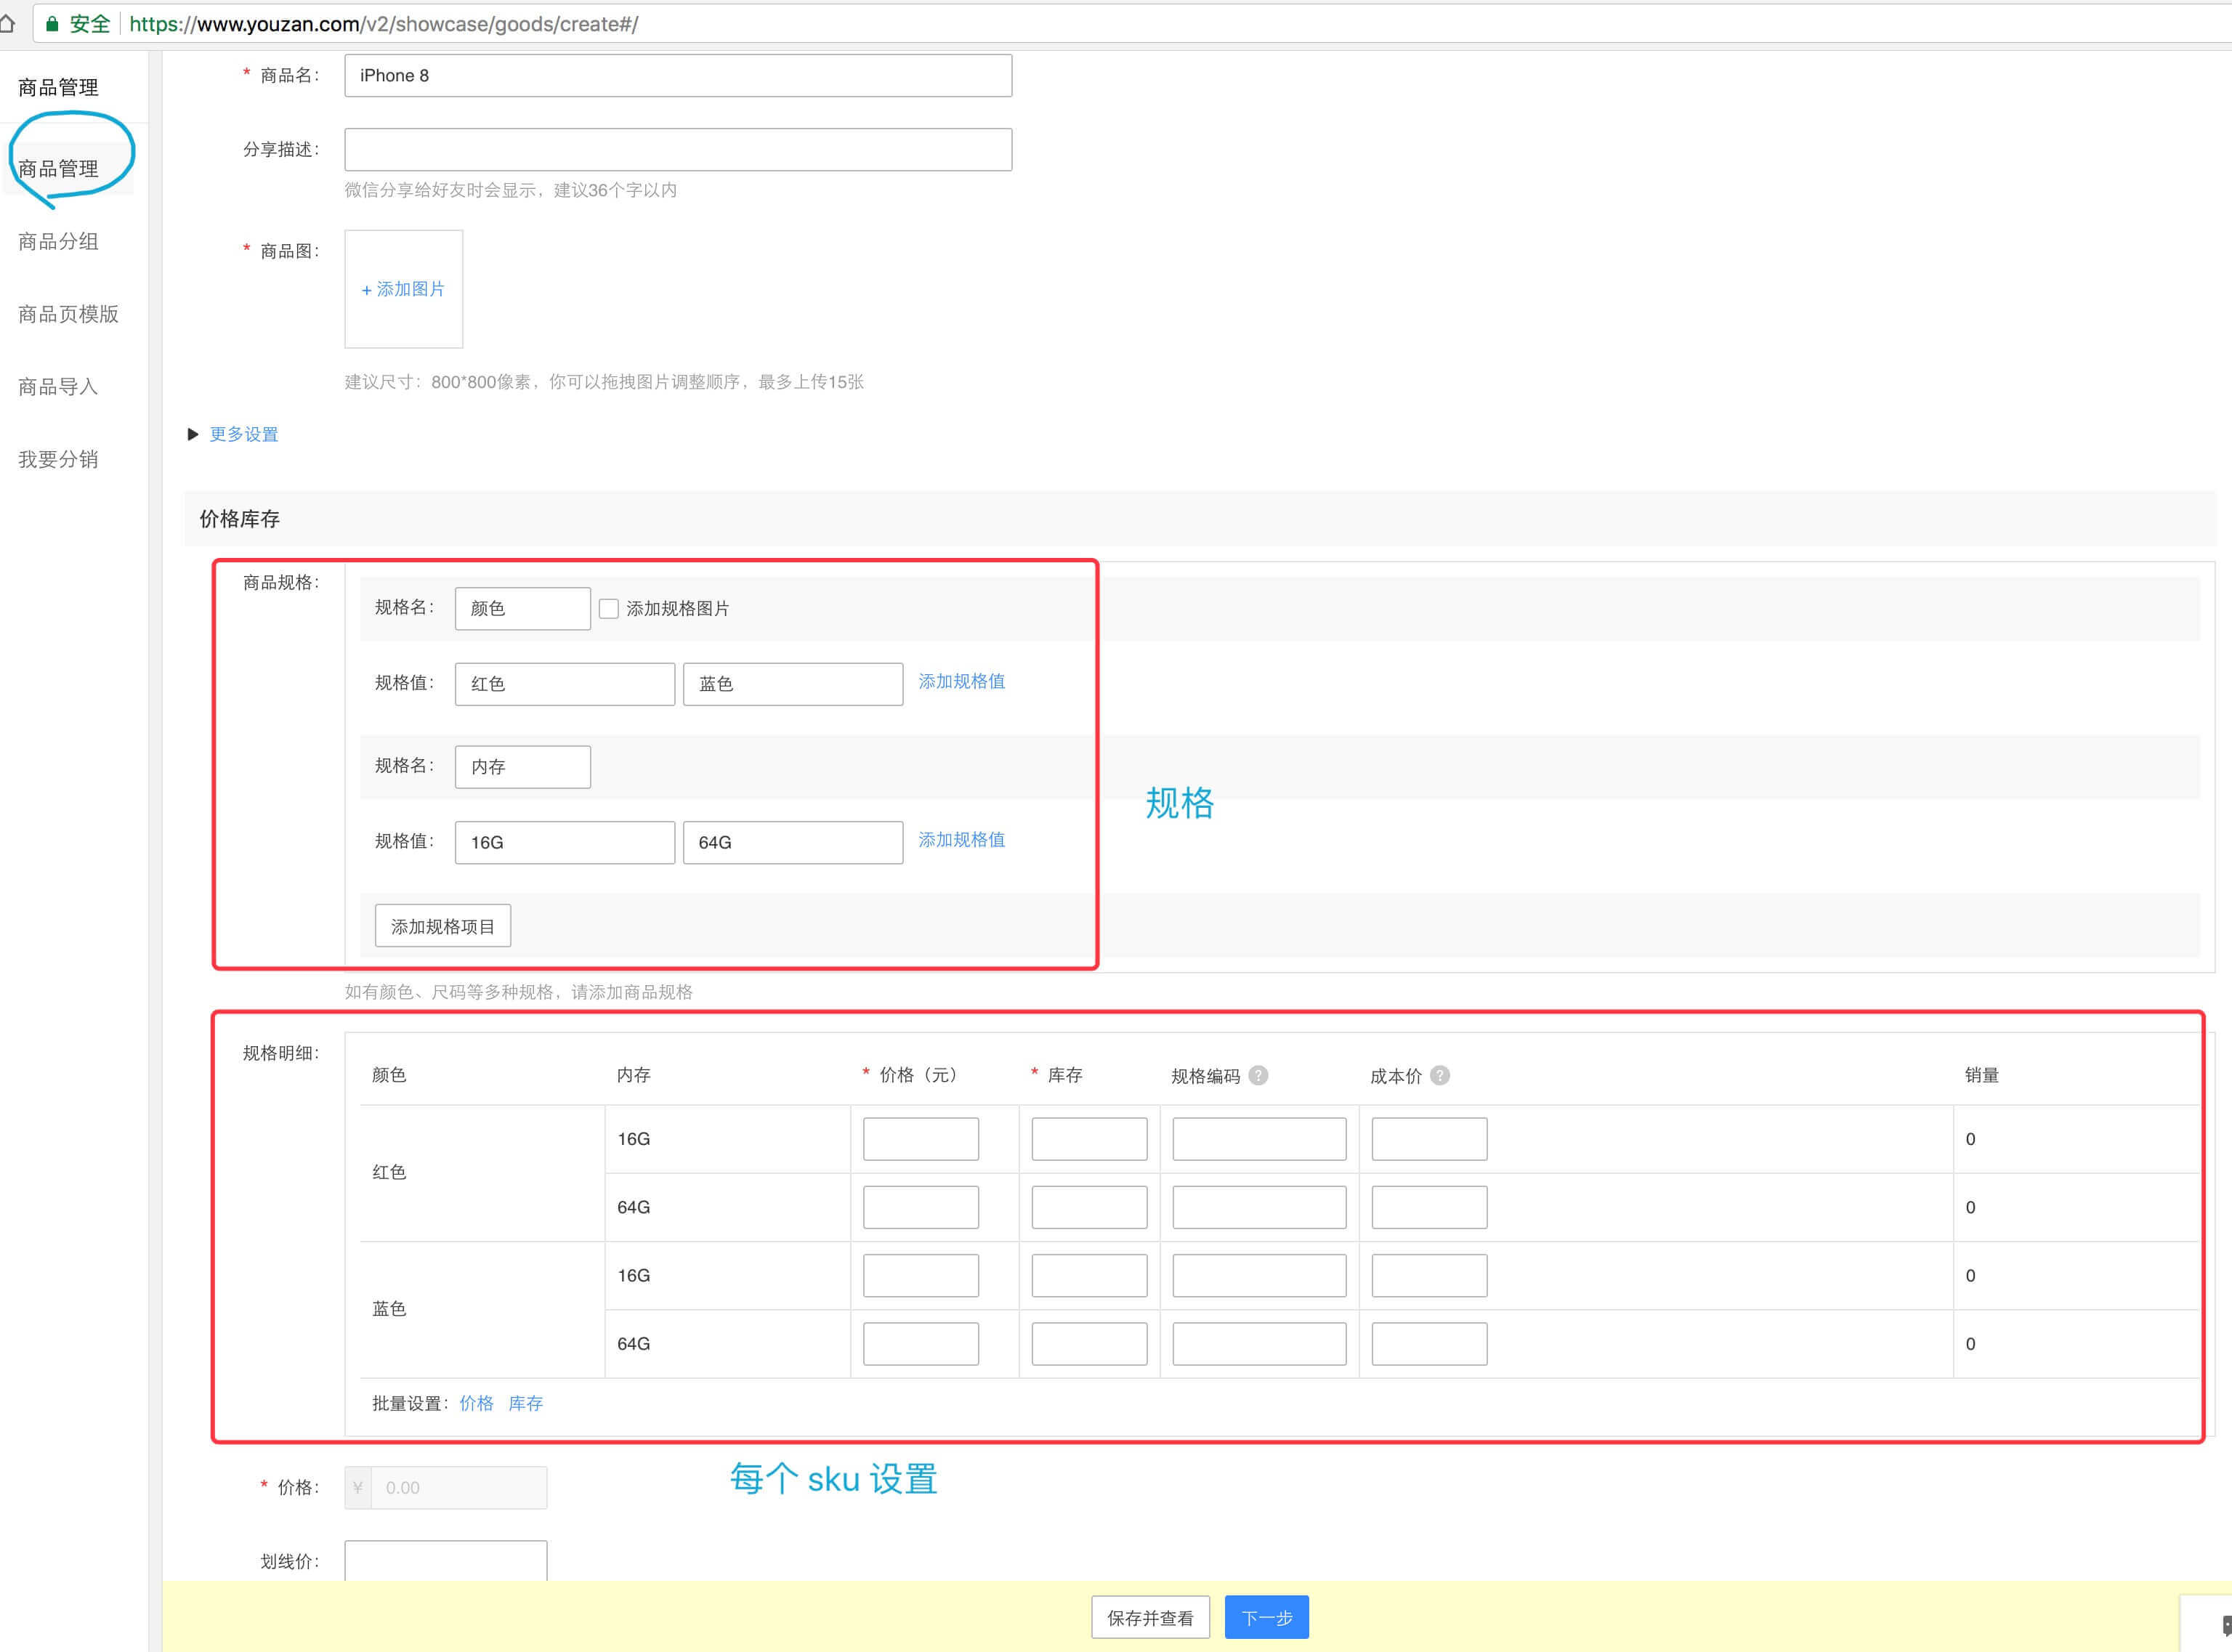 安全 https://www.youzan.com/v2/showcase/goods/create#/
商品管理
商品管理
商品分组
商品页模版
商品导入
我要分销
* 商品名: iPhone 8
分享描述:
微信分享给好友时会显示，建议36个字以内
* 商品图:
+ 添加图片
建议尺寸：800*800像素，你可以拖拽图片调整顺序，最多上传15张
更多设置
价格库存
商品规格:
规格名: 颜色 添加规格图片
规格值: 红色 蓝色 添加规格值
规格名: 内存
规格
规格值: 16G 64G 添加规格值
添加规格项目
如有颜色、尺码等多种规格，请添加商品规格
规格明细:
颜色 内存 * 价格（元） * 库存 规格编码 ? 成本价 ? 销量
红色
16G 0
64G 0
蓝色
16G 0
64G 0
批量设置: 价格 库存
每个 sku 设置
* 价格: ¥ 0.00
划线价:
保存并查看 下一步